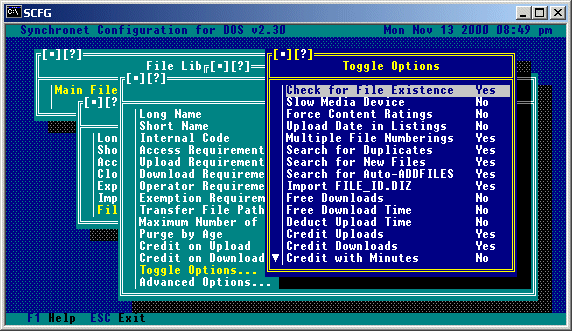 SCFG
Synchronet Configuration for DOS v2.30 Mon Nov 13 2000 08:49 pm
[■][?]
File Lib
Main File
[■][?]
Lon
Sho
Acc
Clo
Exp
Imp
Fil
[■][?]
Long Name
Short Name
Internal Code
Access Requirement
Upload Requirement
Download Requireme
Operator Requireme
Exemption Requirem
Transfer File Path
Maximum Number of
Purge by Age
Credit on Upload
Credit on Download
Toggle Options...
Advanced Options...
[■][?]
Toggle Options
Check for File Existence Yes
Slow Media Device No
Force Content Ratings No
Upload Date in Listings No
Multiple File Numberings Yes
Search for Duplicates Yes
Search for New Files Yes
Search for Auto-ADDFILES Yes
Import FILE_ID.DIZ Yes
Free Downloads No
Free Download Time No
Deduct Upload Time No
Credit Uploads Yes
Credit Downloads Yes
Credit with Minutes No
F1 Help ESC Exit